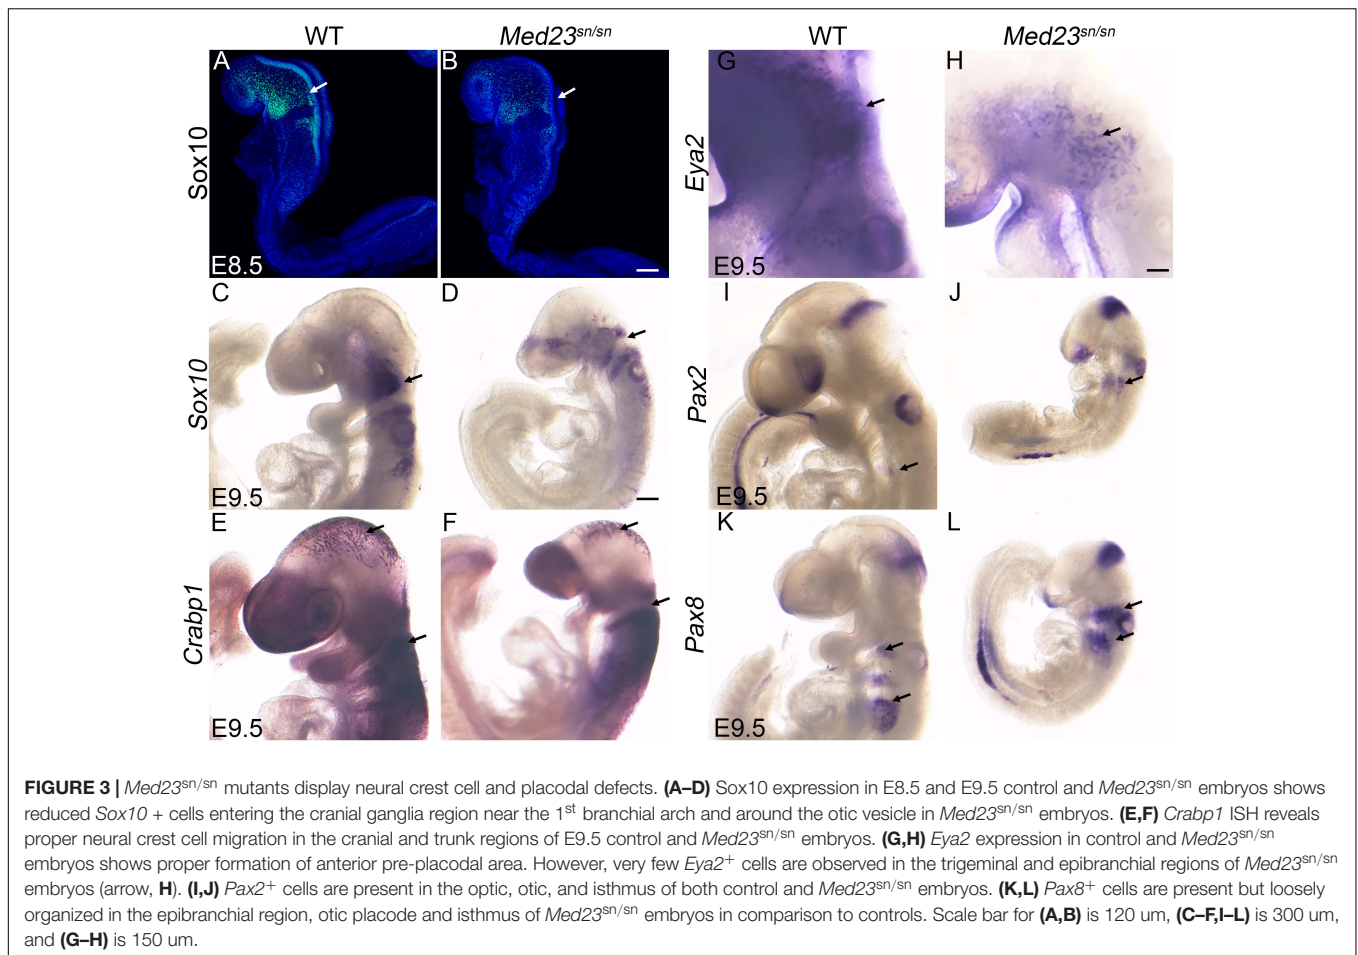 WT
Med23sn/sn
WT
Med23sn/sn
A
B
G
H
Sox10
Eya2
E8.5
E9.5
C
D
I
J
Sox10
Pax2
E9.5
E9.5
E
F
K
L
Crabp1
Pax8
E9.5
E9.5
FIGURE 3 | Med23sn/sn mutants display neural crest cell and placodal defects. (A–D) Sox10 expression in E8.5 and E9.5 control and Med23sn/sn embryos shows
reduced Sox10 + cells entering the cranial ganglia region near the 1st branchial arch and around the otic vesicle in Med23sn/sn embryos. (E,F) Crabp1 ISH reveals
proper neural crest cell migration in the cranial and trunk regions of E9.5 control and Med23sn/sn embryos. (G,H) Eya2 expression in control and Med23sn/sn
embryos shows proper formation of anterior pre-placodal area. However, very few Eya2+ cells are observed in the trigeminal and epibranchial regions of Med23sn/sn
embryos (arrow, H). (I,J) Pax2+ cells are present in the optic, otic, and isthmus of both control and Med23sn/sn embryos. (K,L) Pax8+ cells are present but loosely
organized in the epibranchial region, otic placode and isthmus of Med23sn/sn embryos in comparison to controls. Scale bar for (A,B) is 120 um, (C–F,I–L) is 300 um,
and (G–H) is 150 um.